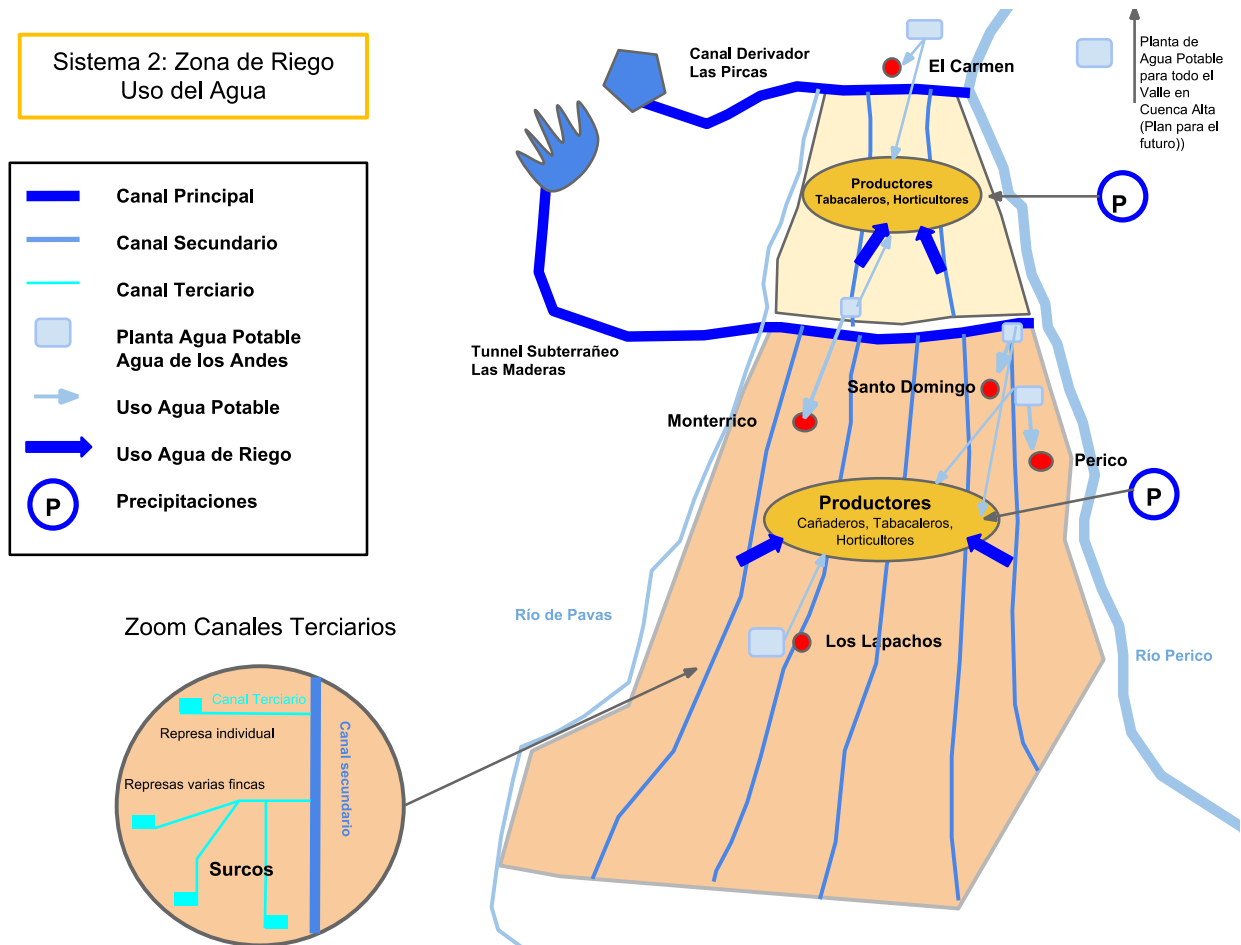 Sistema 2: Zona de Riego
Uso del Agua
Canal Principal
Canal Secundario
Canal Terciario
Planta Agua Potable
Agua de los Andes
Uso Agua Potable
Uso Agua de Riego
P
Precipitaciones
Canal Derivador
Las Pircas
El Carmen
Planta de
Agua Potable
para todo el
Valle en
Cuenca Alta
(Plan para el
futuro))
Productores
Tabacaleros, Horticultores
P
Tunnel Subterrañeo
Las Maderas
Santo Domingo
Monterrico
Perico
P
Productores
Cañaderos, Tabacaleros,
Horticultores
Río de Pavas
Los Lapachos
Río Perico
Zoom Canales Terciarios
Canal Terciario
Represa individual
Canal secundario
Represas varias fincas
Surcos